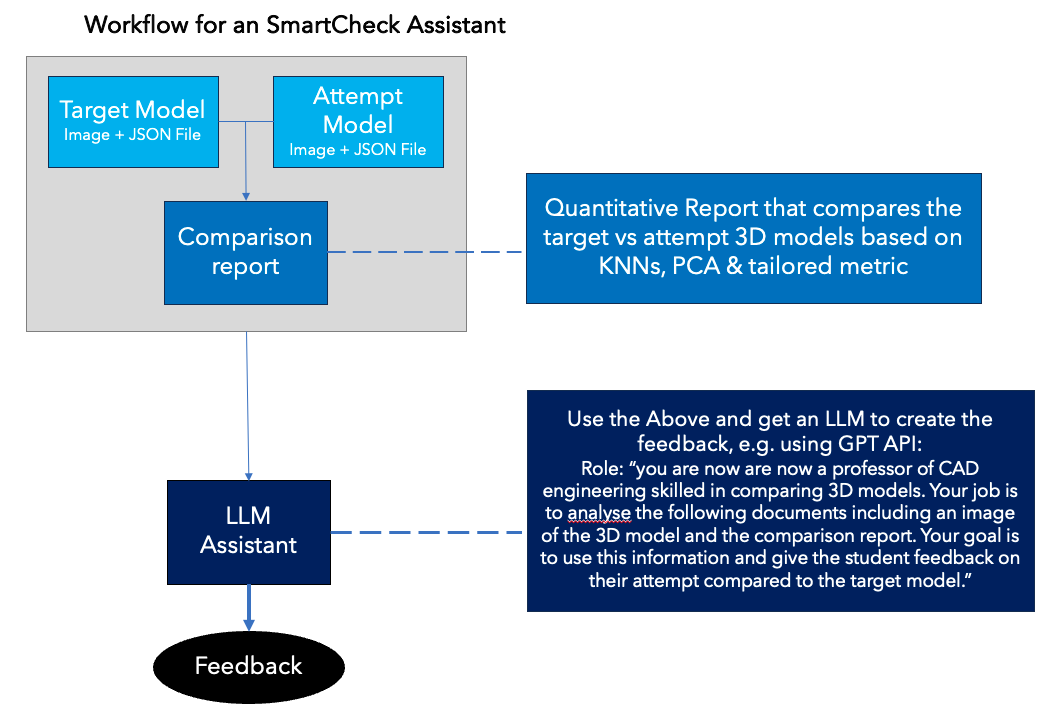 Workflow for an SmartCheck Assistant
Target Model
Image + JSON File
Attempt
Model
Image + JSON File
Comparison
report
Quantitative Report that compares the
target vs attempt 3D models based on
KNNs, PCA & tailored metric
Use the Above and get an LLM to create the
feedback, e.g. using GPT API:
Role: “you are now are now a professor of CAD
engineering skilled in comparing 3D models. Your job is
to analyse the following documents including an image
of the 3D model and the comparison report. Your goal is
to use this information and give the student feedback on
their attempt compared to the target model.”
LLM
Assistant
Feedback